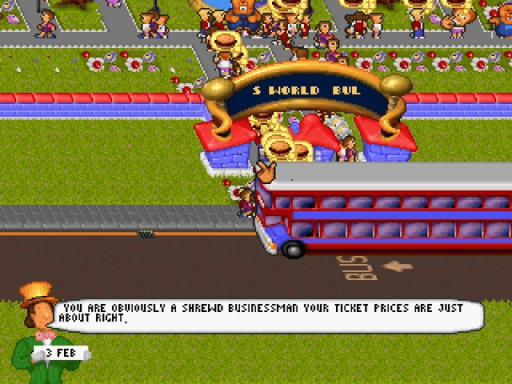 S WORLD BUL
YOU ARE OBVIOUSLY A SHREWD BUSINESSMAN YOUR TICKET PRICES ARE JUST
ABOUT RIGHT.
BUS
3 FEB